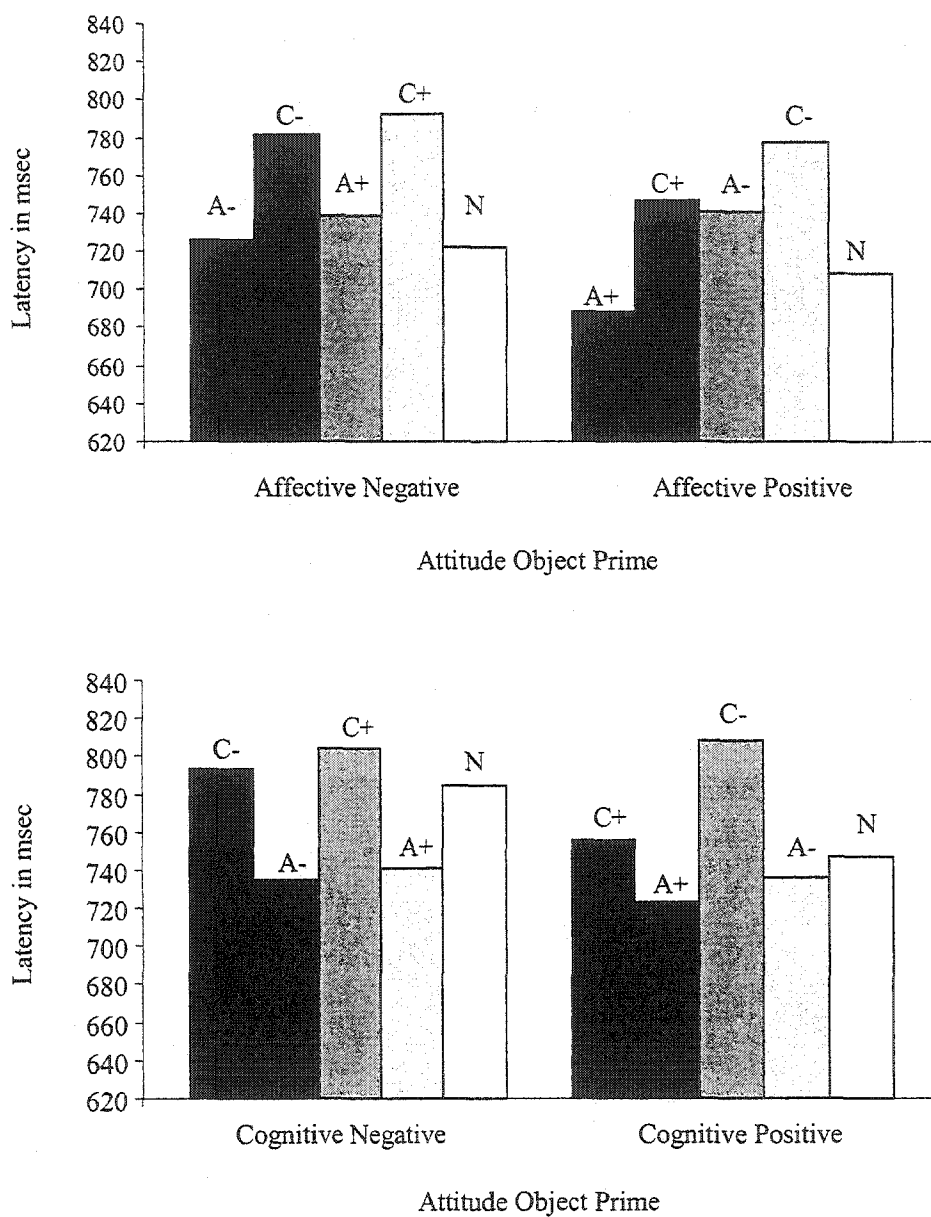 840
820
800
780
760
740
720
700
680
660
640
620
Latency in msec
A-
C-
A+
C+
N
A+
C+
A-
C-
N
Affective Negative
Affective Positive
Attitude Object Prime
840
820
800
780
760
740
720
700
680
660
640
620
Latency in msec
C-
A-
C+
A+
N
C+
A+
C-
A-
N
Cognitive Negative
Cognitive Positive
Attitude Object Prime